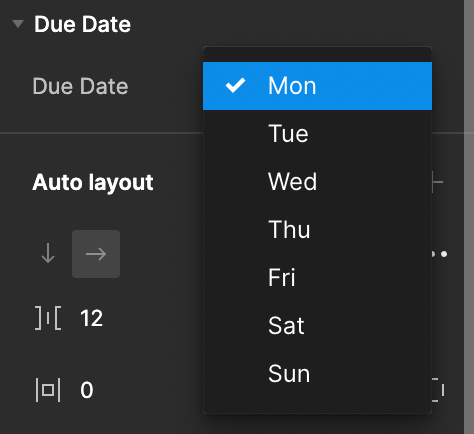 Due Date
Due Date
Mon
Tue
Auto layout
Wed
Thu
Fri
12
Sat
0
Sun